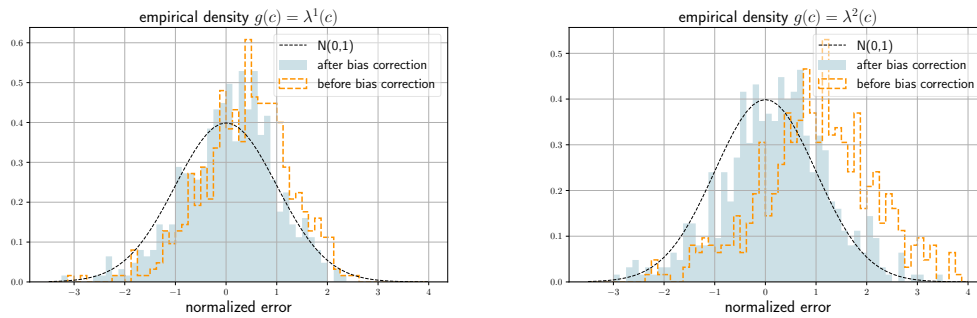 empirical density g(c) = λ¹(c)
N(0,1)
after bias correction
before bias correction
0.6
0.5
0.4
0.3
0.2
0.1
0.0
−3 −2 −1 0 1 2 3 4
normalized error
empirical density g(c) = λ²(c)
N(0,1)
after bias correction
before bias correction
0.5
0.4
0.3
0.2
0.1
0.0
−3 −2 −1 0 1 2 3 4
normalized error